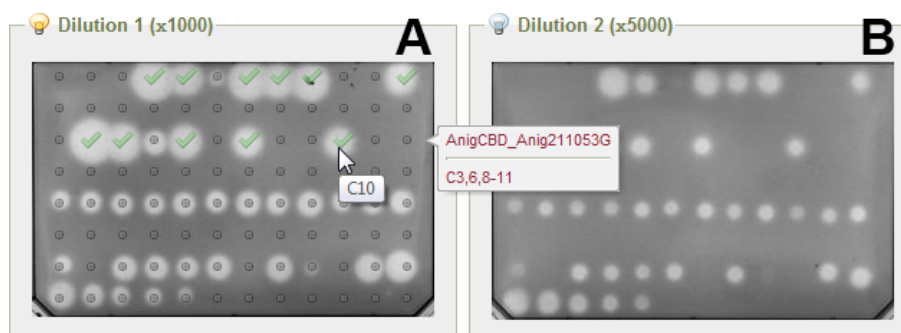 Dilution 1 (x1000)
A
Dilution 2 (x5000)
B
AnigCBD_Anig211053G
C3,6,8-11
C10